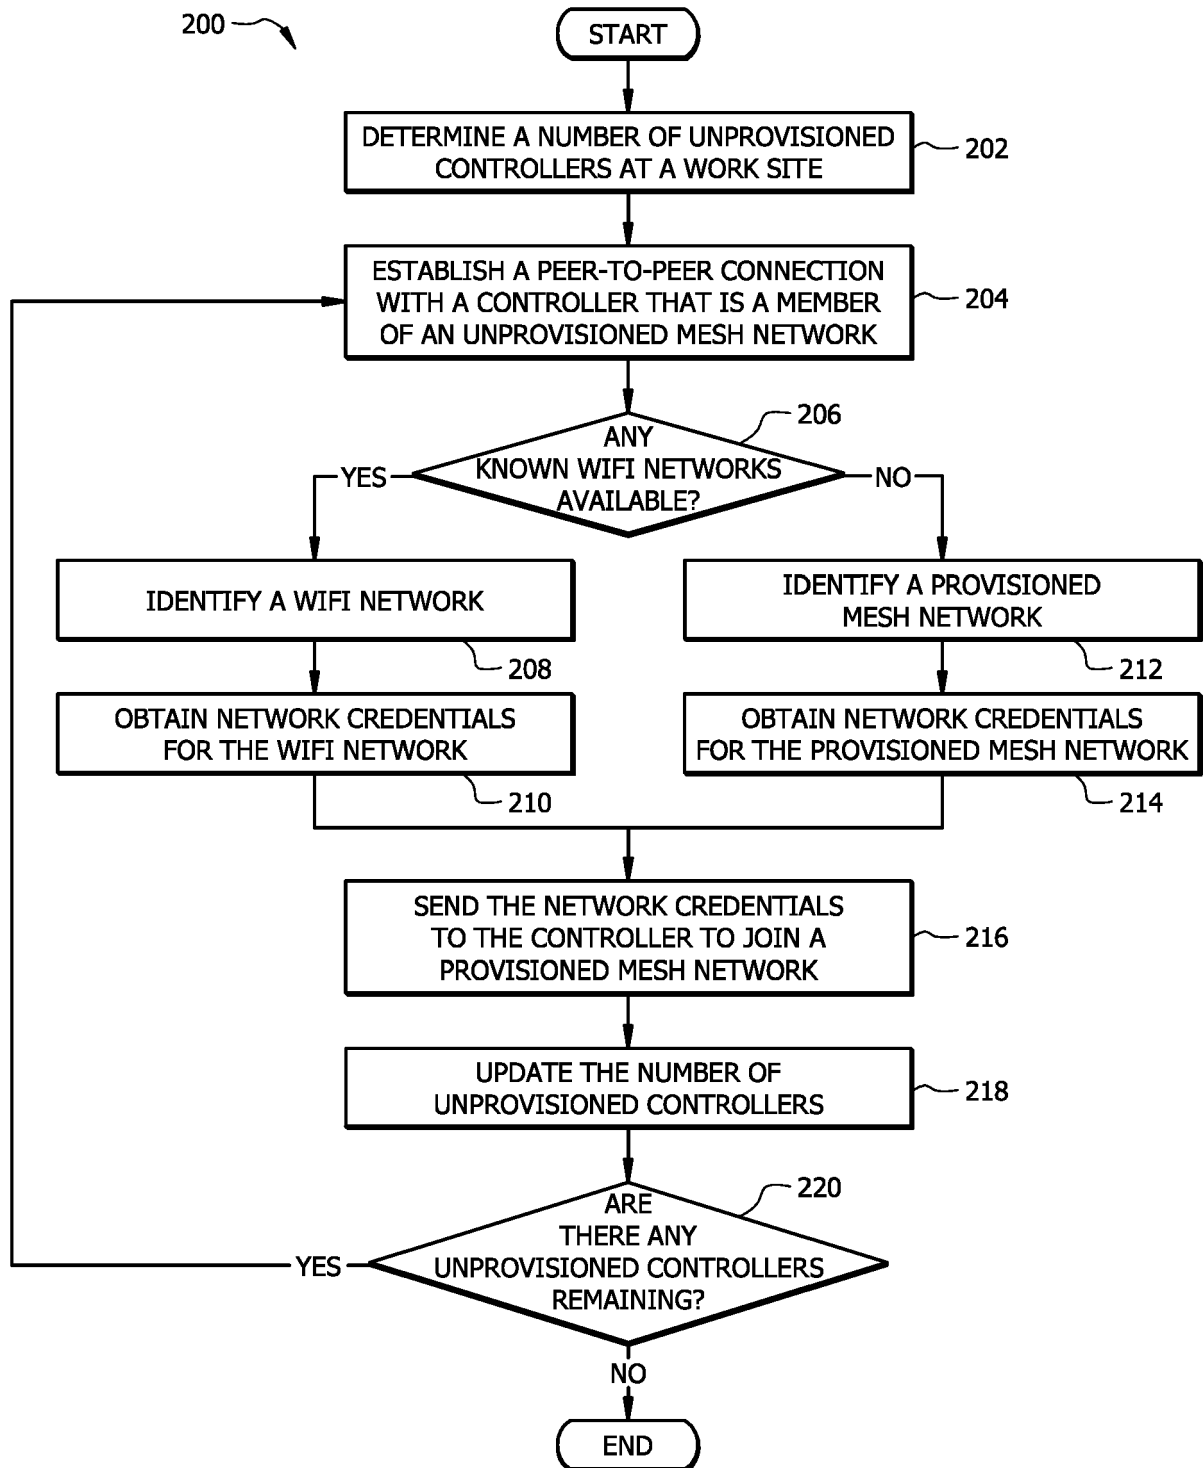 200
START
DETERMINE A NUMBER OF UNPROVISIONED
CONTROLLERS AT A WORK SITE
202
ESTABLISH A PEER-TO-PEER CONNECTION
WITH A CONTROLLER THAT IS A MEMBER
OF AN UNPROVISIONED MESH NETWORK
204
206
ANY
KNOWN WIFI NETWORKS
AVAILABLE?
YES
NO
IDENTIFY A WIFI NETWORK
208
IDENTIFY A PROVISIONED
MESH NETWORK
212
OBTAIN NETWORK CREDENTIALS
FOR THE WIFI NETWORK
210
OBTAIN NETWORK CREDENTIALS
FOR THE PROVISIONED MESH NETWORK
214
SEND THE NETWORK CREDENTIALS
TO THE CONTROLLER TO JOIN A
PROVISIONED MESH NETWORK
216
UPDATE THE NUMBER OF
UNPROVISIONED CONTROLLERS
218
220
ARE
THERE ANY
UNPROVISIONED CONTROLLERS
REMAINING?
YES
NO
END